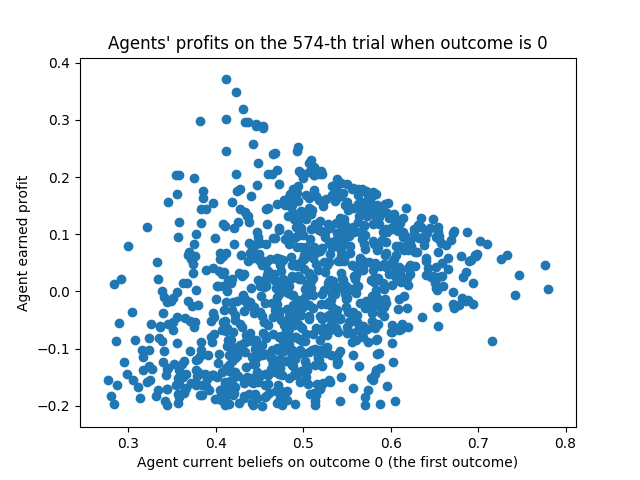 Agents' profits on the 574-th trial when outcome is 0
0.4
0.3
0.2
0.1
0.0
−0.1
−0.2
Agent earned profit
0.3 0.4 0.5 0.6 0.7 0.8
Agent current beliefs on outcome 0 (the first outcome)